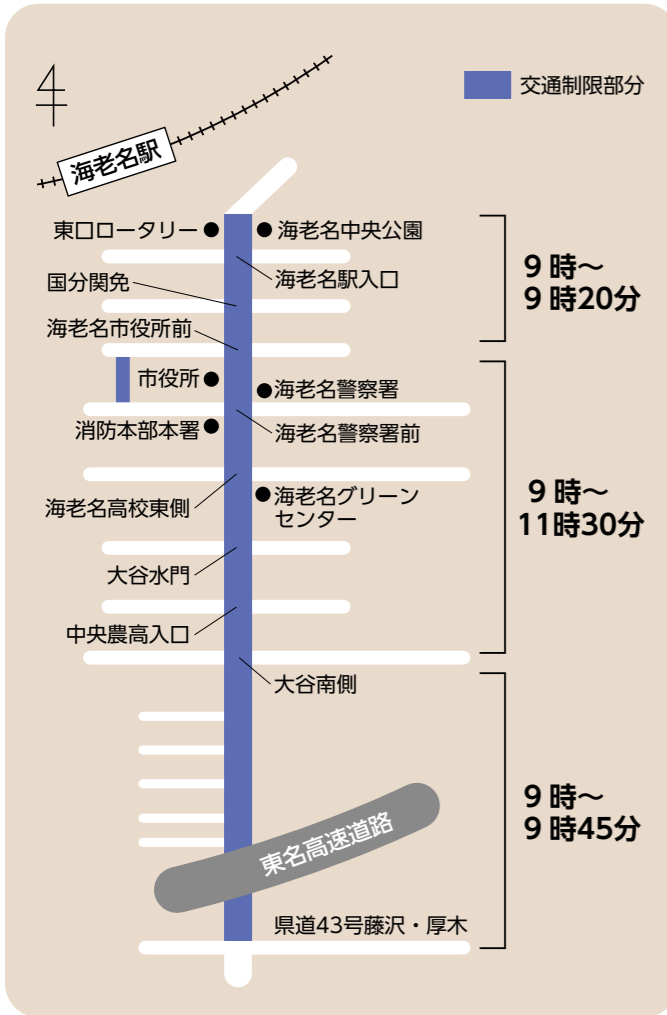 交通制限部分
海老名駅
東口ロータリー
海老名中央公園
国分関免
海老名駅入口
9時～
9時20分
海老名市役所前
市役所
海老名警察署
消防本部本署
海老名警察署前
海老名高校東側
海老名グリーン
センター
9時～
11時30分
大谷水門
中央農高入口
大谷南側
9時～
9時45分
東名高速道路
県道43号藤沢・厚木